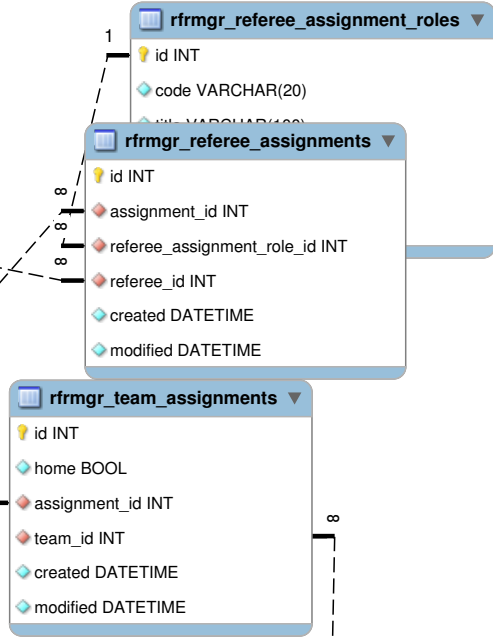 rfrmgr_referee_assignment_roles
1
id INT
code VARCHAR(20)
rfrmgr_referee_assignments
id INT
∞
assignment_id INT
∞
referee_assignment_role_id INT
∞
referee_id INT
created DATETIME
modified DATETIME
rfrmgr_team_assignments
id INT
home BOOL
assignment_id INT
∞
team_id INT
created DATETIME
modified DATETIME